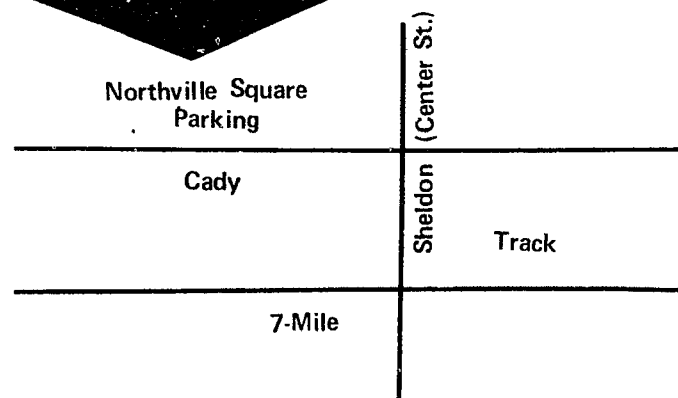 Northville Square
Parking
Sheldon (Center St.)
Cady
Track
7-Mile